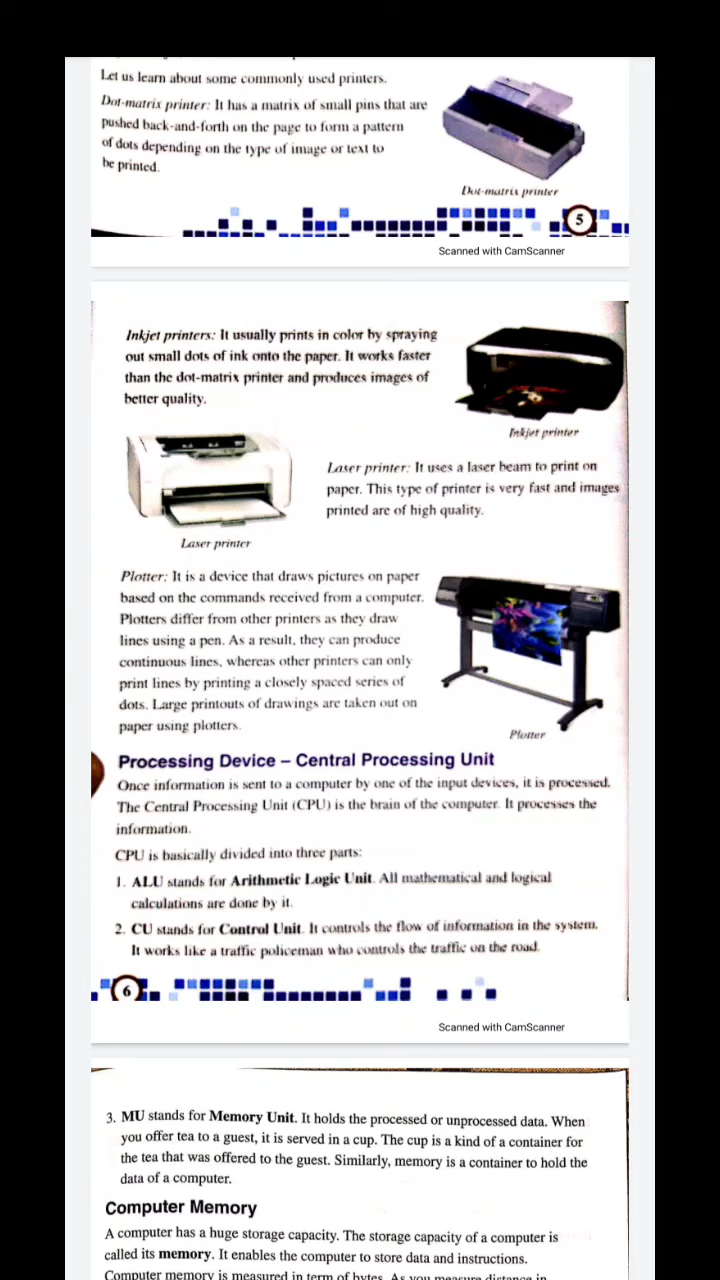 Let us learn about some commonly used printers.
Dot-matrix printer: It has a matrix of small pins that are
pushed back-and-forth on the page to form a pattern
of dots depending on the type of image or text to
be printed.
Dot-matrix printer
5
Scanned with CamScanner
Inkjet printers: It usually prints in color by spraying
out small dots of ink onto the paper. It works faster
than the dot-matrix printer and produces images of
better quality.
Inkjet printer
Laser printer: It uses a laser beam to print on
paper. This type of printer is very fast and images
printed are of high quality.
Laser printer
Plotter: It is a device that draws pictures on paper
based on the commands received from a computer.
Plotters differ from other printers as they draw
lines using a pen. As a result, they can produce
continuous lines, whereas other printers can only
print lines by printing a closely spaced series of
dots. Large printouts of drawings are taken out on
paper using plotters.
Plotter
Processing Device – Central Processing Unit
Once information is sent to a computer by one of the input devices, it is processed.
The Central Processing Unit (CPU) is the brain of the computer. It processes the
information.
CPU is basically divided into three parts:
1. ALU stands for Arithmetic Logic Unit. All mathematical and logical
calculations are done by it.
2. CU stands for Control Unit. It controls the flow of information in the system.
It works like a traffic policeman who controls the traffic on the road.
6
Scanned with CamScanner
3. MU stands for Memory Unit. It holds the processed or unprocessed data. When
you offer tea to a guest, it is served in a cup. The cup is a kind of a container for
the tea that was offered to the guest. Similarly, memory is a container to hold the
data of a computer.
Computer Memory
A computer has a huge storage capacity. The storage capacity of a computer is
called its memory. It enables the computer to store data and instructions.
Computer memory is measured in term of bytes. As you measure distance in